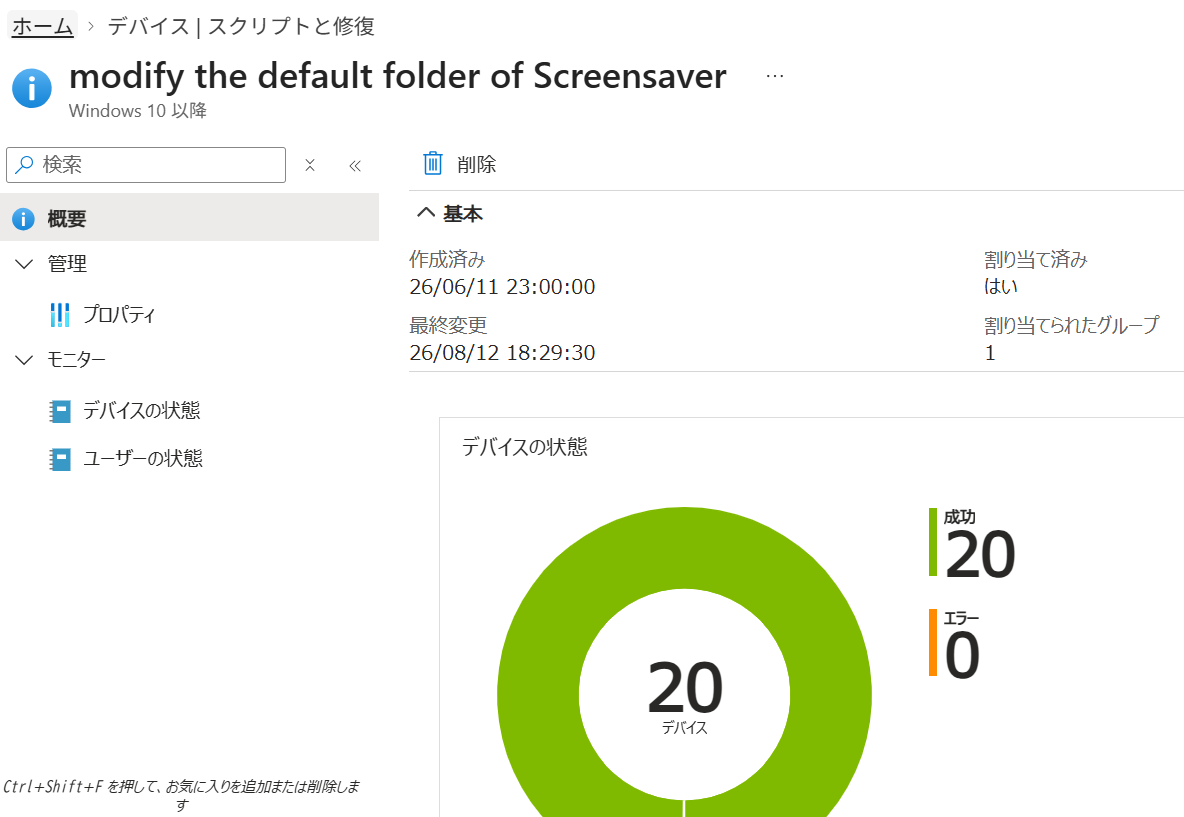 ホーム > デバイス | スクリプトと修復
modify the default folder of Screensaver ...
Windows 10 以降
検索
削除
概要
基本
管理
作成済み
26/06/11 23:00:00
割り当て済み
はい
プロパティ
最終変更
26/08/12 18:29:30
割り当てられたグループ
1
モニター
デバイスの状態
ユーザーの状態
デバイスの状態
成功
20
エラー
0
20
デバイス
Ctrl+Shift+F を押して、お気に入りを追加または削除しま
す